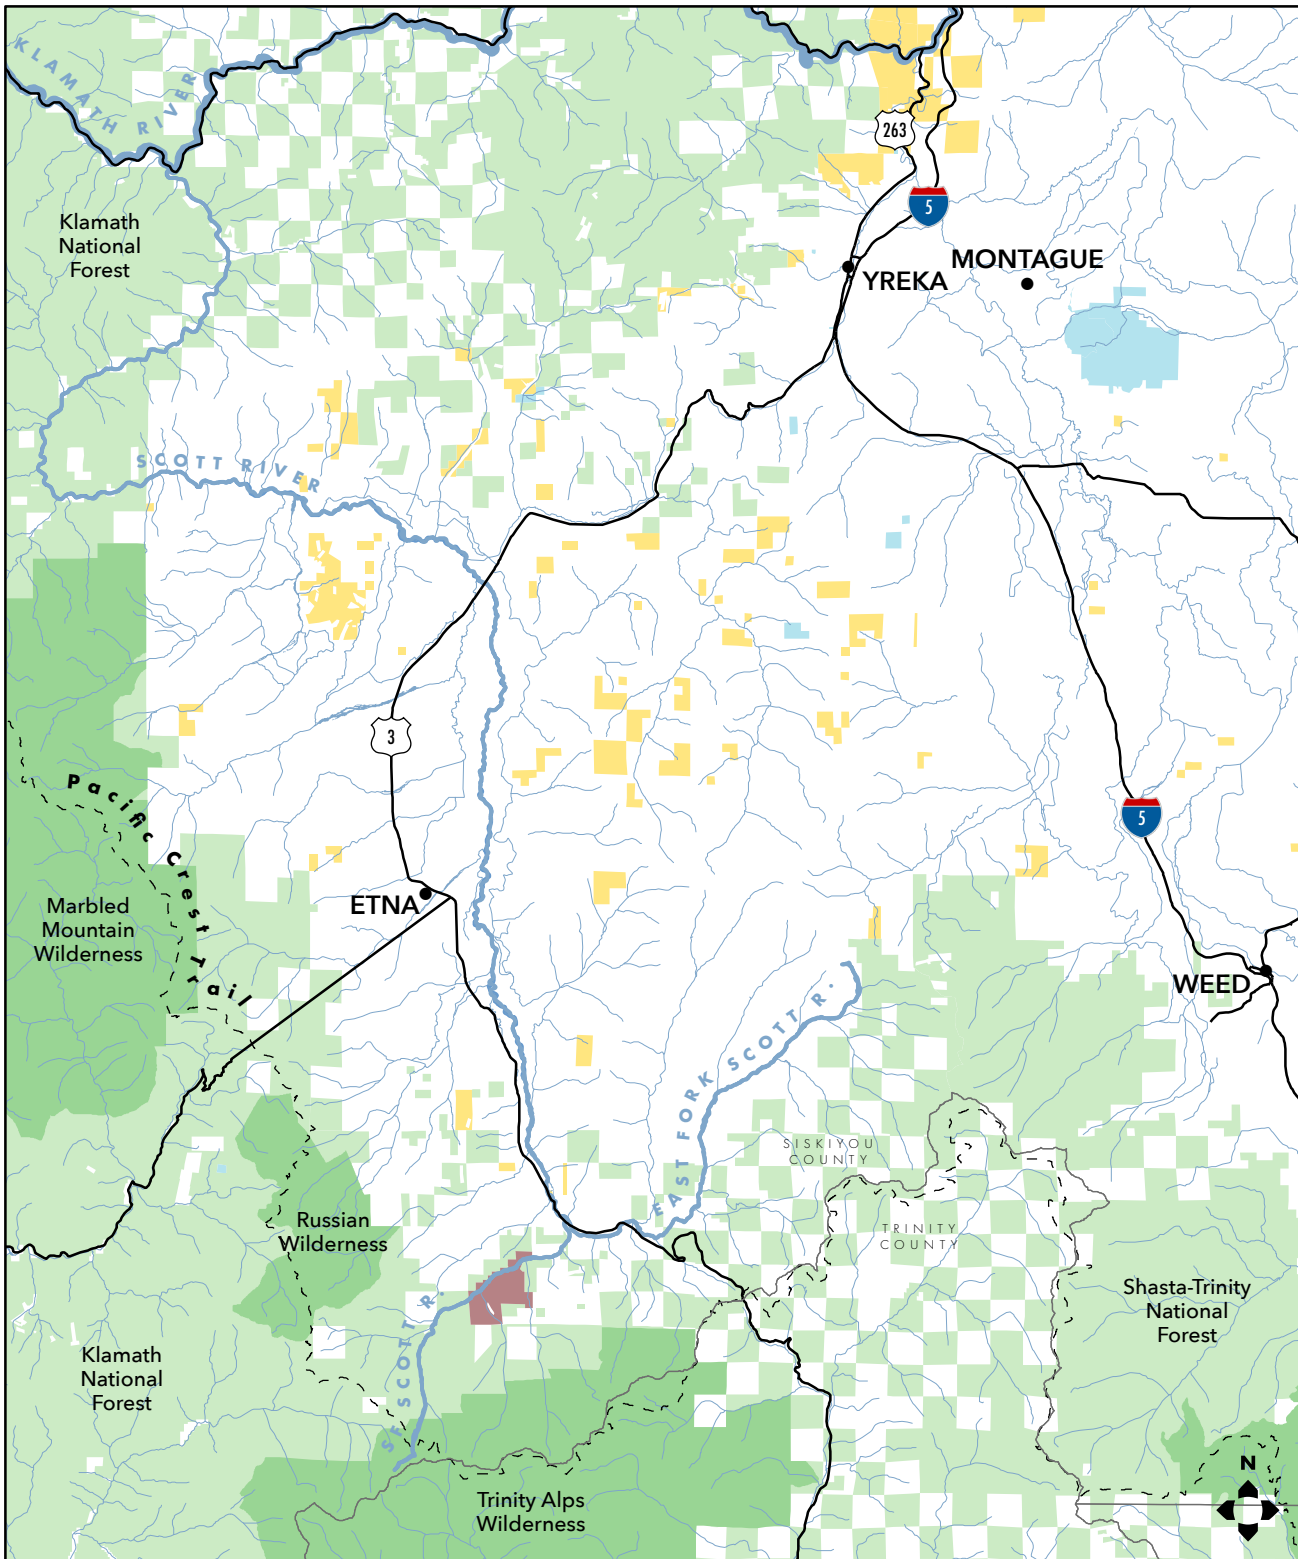 KLAMATH RIVER
263
5
Klamath
National
Forest
MONTAGUE
YREKA
SCOTT RIVER
3
Pacific Crest Trail
5
ETNA
Marbled
Mountain
Wilderness
WEED
EAST FORK SCOTT R.
SISKIYOU
COUNTY
Russian
Wilderness
TRINITY
COUNTY
Shasta-Trinity
National
Forest
SF SCOTT R.
Klamath
National
Forest
N
Trinity Alps
Wilderness